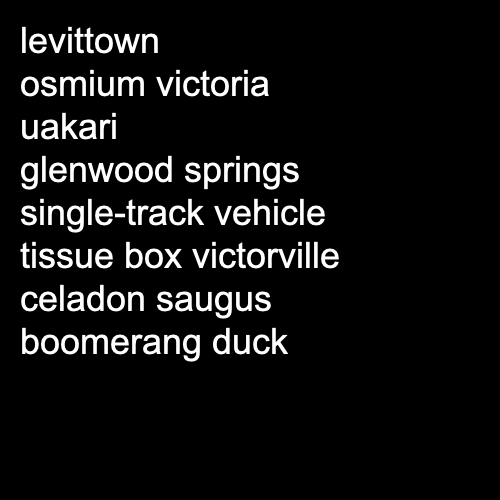 levittown
osmium victoria
uakari
glenwood springs
single-track vehicle
tissue box victorville
celadon saugus
boomerang duck